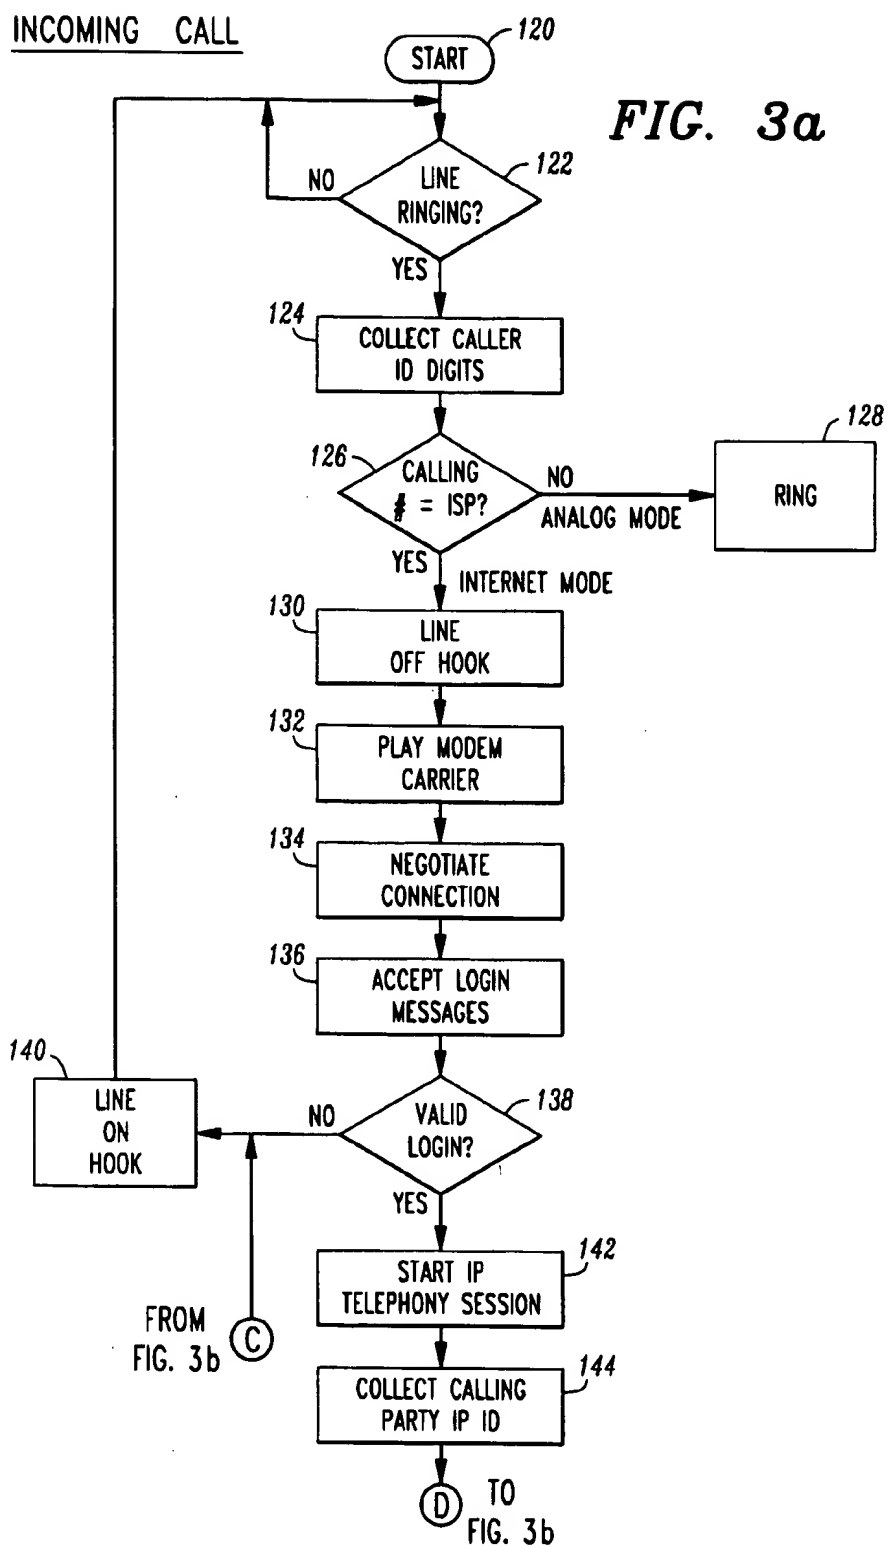 INCOMING CALL
120
START
FIG. 3a
122
NO
LINE
RINGING?
YES
124
COLLECT CALLER
ID DIGITS
128
126
CALLING
# = ISP?
NO
ANALOG MODE
RING
YES
INTERNET MODE
130
LINE
OFF HOOK
132
PLAY MODEM
CARRIER
134
NEGOTIATE
CONNECTION
136
ACCEPT LOGIN
MESSAGES
140
LINE
ON
HOOK
NO
138
VALID
LOGIN?
YES
142
START IP
TELEPHONY SESSION
FROM
FIG. 3b
C
144
COLLECT CALLING
PARTY IP ID
D
TO
FIG. 3b